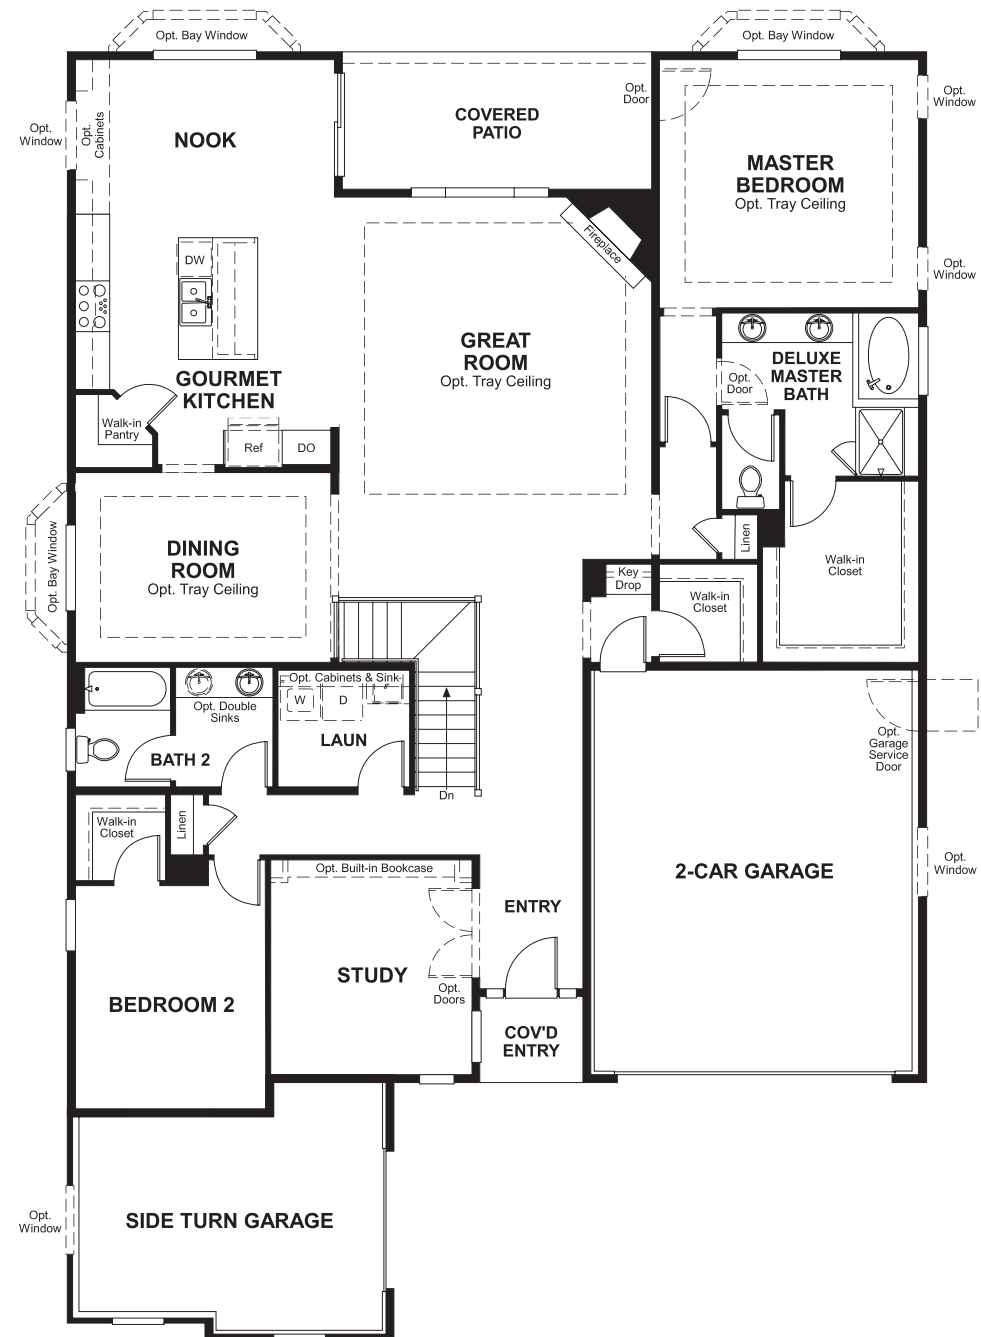 Opt. Bay Window
Opt. Bay Window
Opt.
Door
Opt.
Window
Opt.
Window
Opt.
Cabinets
NOOK
COVERED
PATIO
MASTER
BEDROOM
Opt. Tray Ceiling
Fireplace
DW
Opt.
Window
GREAT
ROOM
Opt. Tray Ceiling
GOURMET
KITCHEN
DELUXE
MASTER
BATH
Opt.
Door
Walk-in
Pantry
Ref
DO
Opt. Bay Window
DINING
ROOM
Opt. Tray Ceiling
Linen
Walk-in
Closet
Key
Drop
Walk-in
Closet
Opt. Cabinets & Sink
W
D
LAUN
Opt. Double
Sinks
BATH 2
Dn
Opt.
Garage
Service
Door
Walk-in
Closet
Linen
Opt. Built-in Bookcase
2-CAR GARAGE
Opt.
Window
ENTRY
STUDY
Opt.
Doors
BEDROOM 2
COV'D
ENTRY
Opt.
Window
SIDE TURN GARAGE